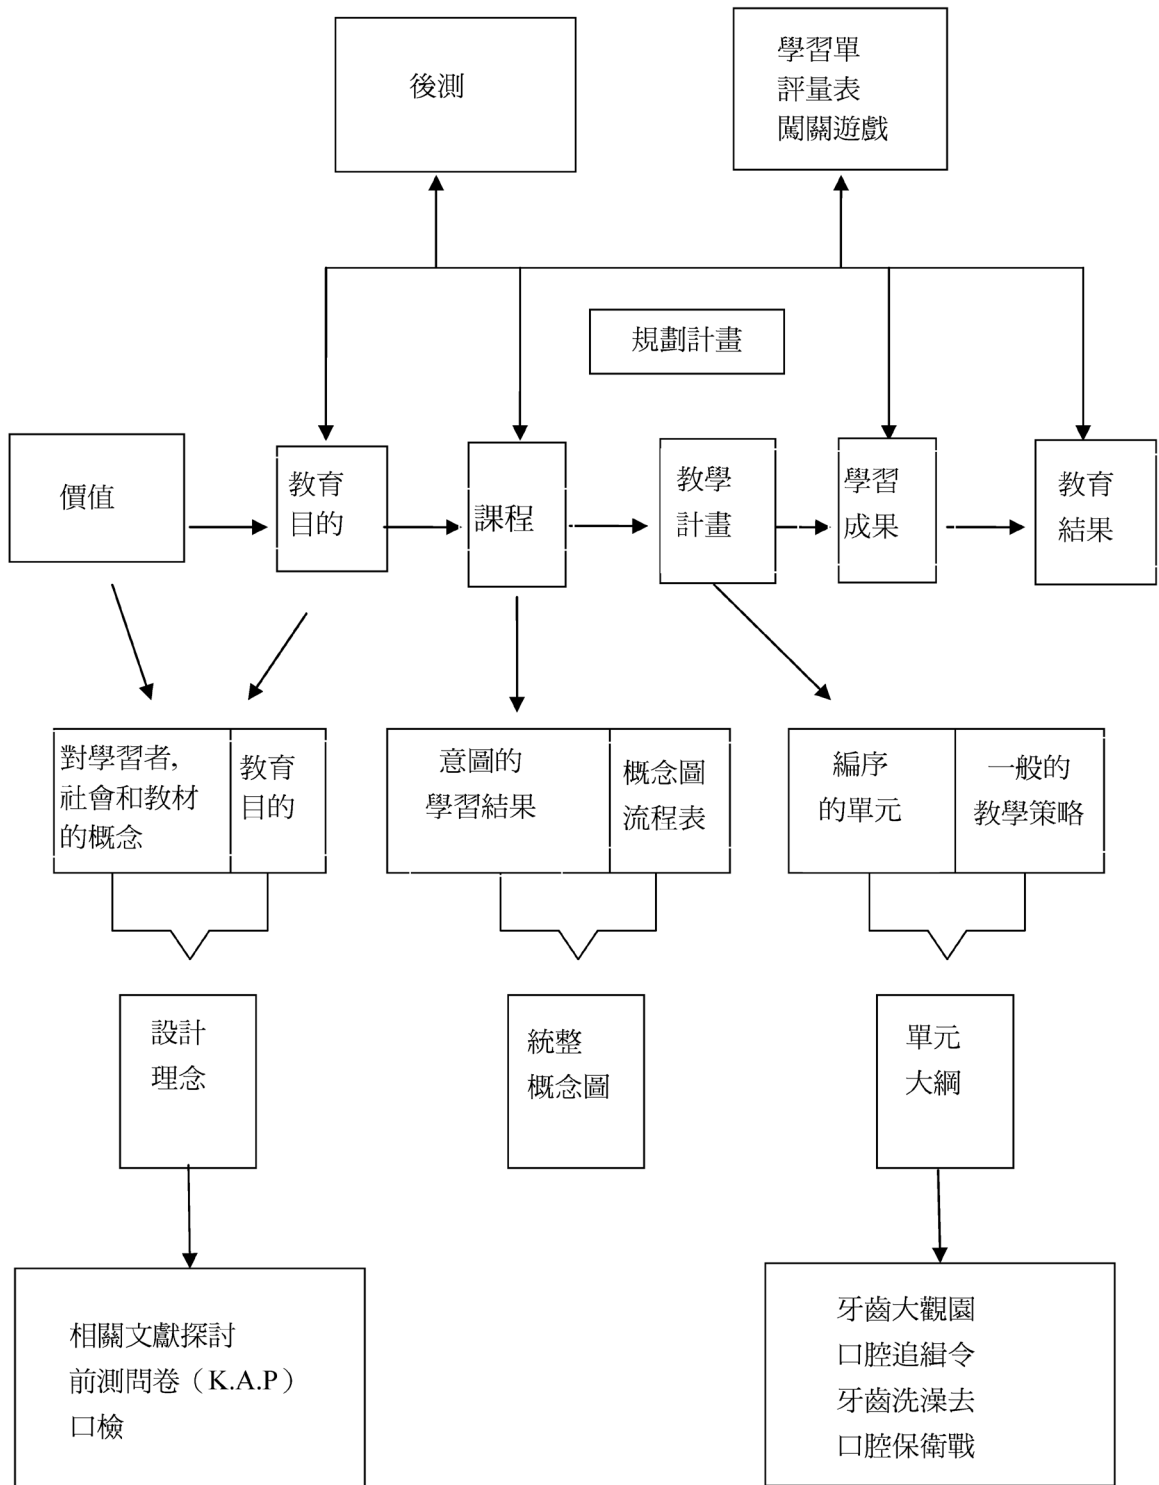 後測
學習單
評量表
闖關遊戲
規劃計畫
價值
教育
目的
課程
教學
計畫
學習
成果
教育
結果
對學習者,
社會和教材
的概念
教育
目的
意圖的
學習結果
概念圖
流程表
編序
的單元
一般的
教學策略
設計
理念
統整
概念圖
單元
大綱
相關文獻探討
前測問卷（K.A.P）
口檢
牙齒大觀園
口腔追緝令
牙齒洗澡去
口腔保衛戰